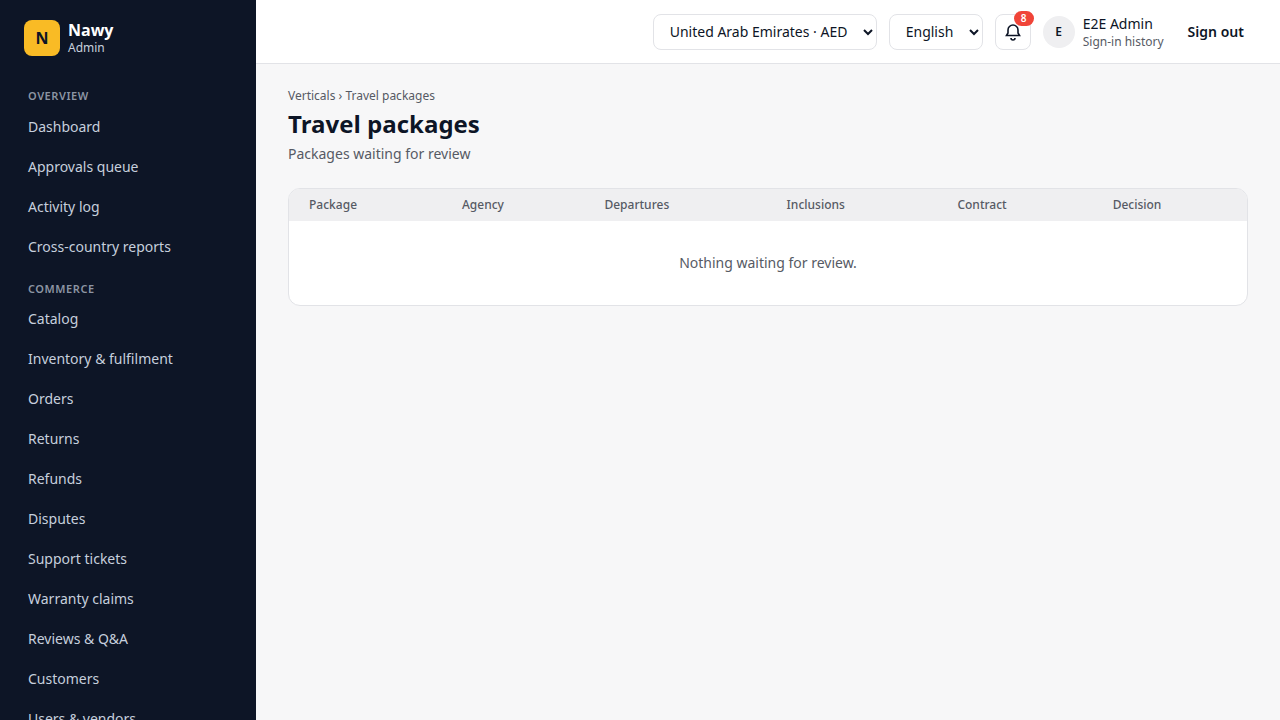 N
Nawy
Admin
OVERVIEW
Dashboard
Approvals queue
Activity log
Cross-country reports
COMMERCE
Catalog
Inventory & fulfilment
Orders
Returns
Refunds
Disputes
Support tickets
Warranty claims
Reviews & Q&A
Customers
Users & vendors
United Arab Emirates · AED
English
8
E
E2E Admin
Sign-in history
Sign out
Verticals › Travel packages
Travel packages
Packages waiting for review
Package Agency Departures Inclusions Contract Decision
Nothing waiting for review.